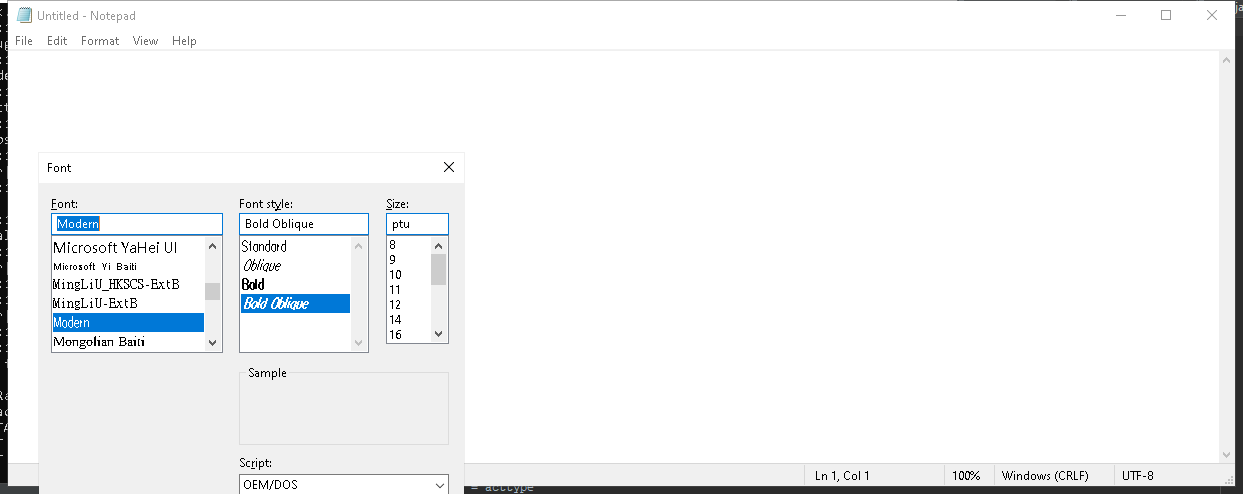 Untitled - Notepad
File Edit Format View Help
Font
Font: Font style: Size:
Modern Bold Oblique ptu
Microsoft YaHei UI Standard 8
Microsoft Yi Baiti Oblique 9
MingLiU_HKSCS-ExtB Bold 10
MingLiU-ExtB Bold Oblique 11
Modern 12
Mongolian Baiti 14
16
Sample
Script:
OEM/DOS
Ln 1, Col 1 100% Windows (CRLF) UTF-8
= acctype